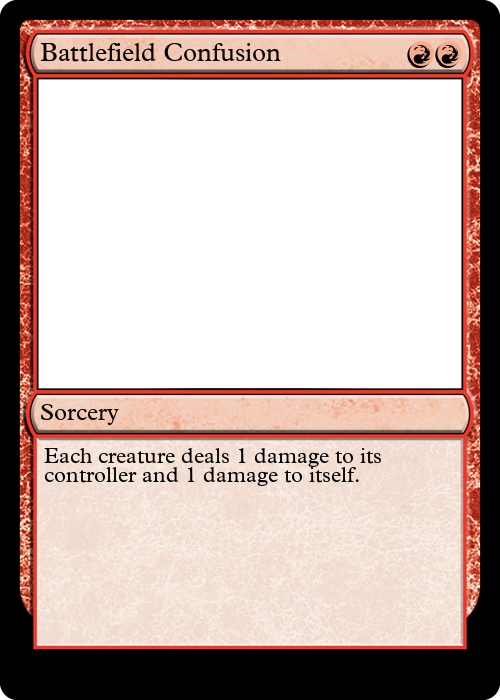 Battlefield Confusion
Sorcery
Each creature deals 1 damage to its
controller and 1 damage to itself.